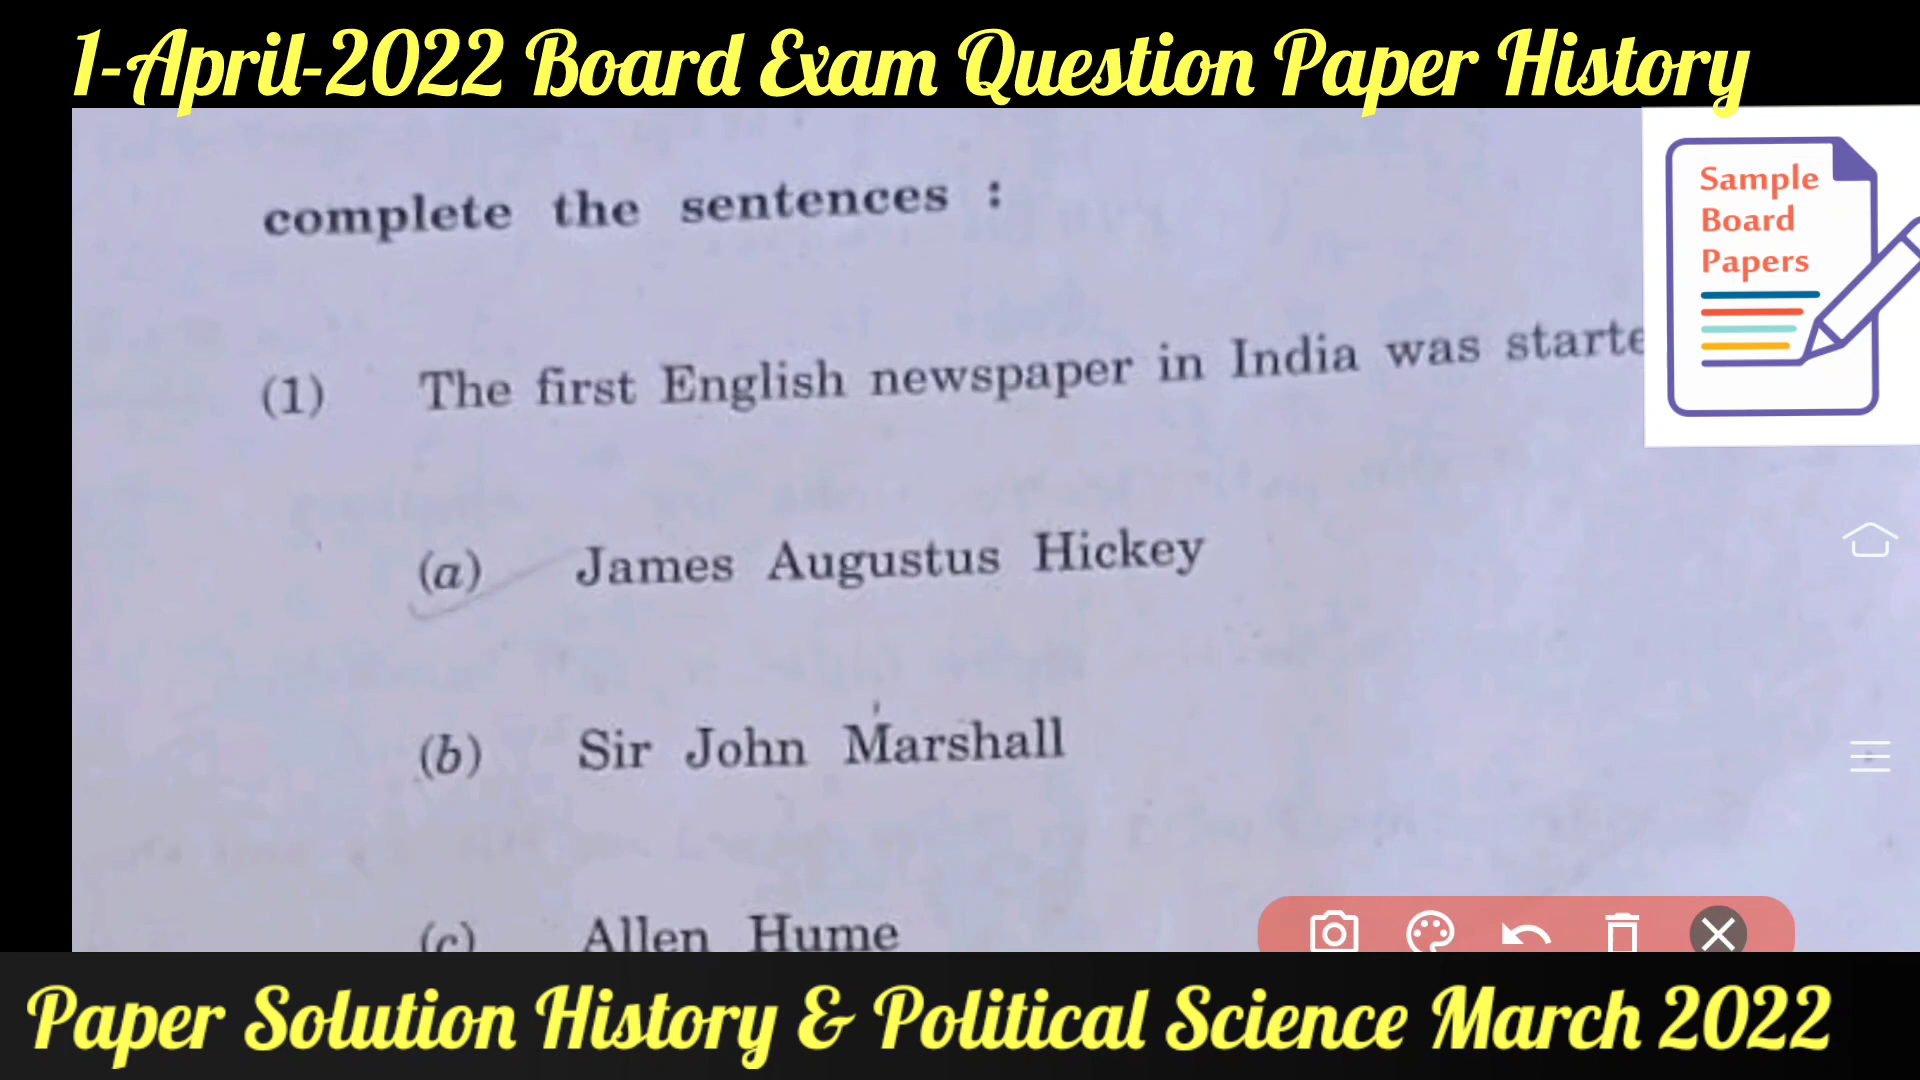 1-April-2022 Board Exam Question Paper History
Sample
Board
Papers
complete the sentences :
(1) The first English newspaper in India was starte
(a) James Augustus Hickey
(b) Sir John Marshall
(c) Allen Hume
Paper Solution History & Political Science March 2022